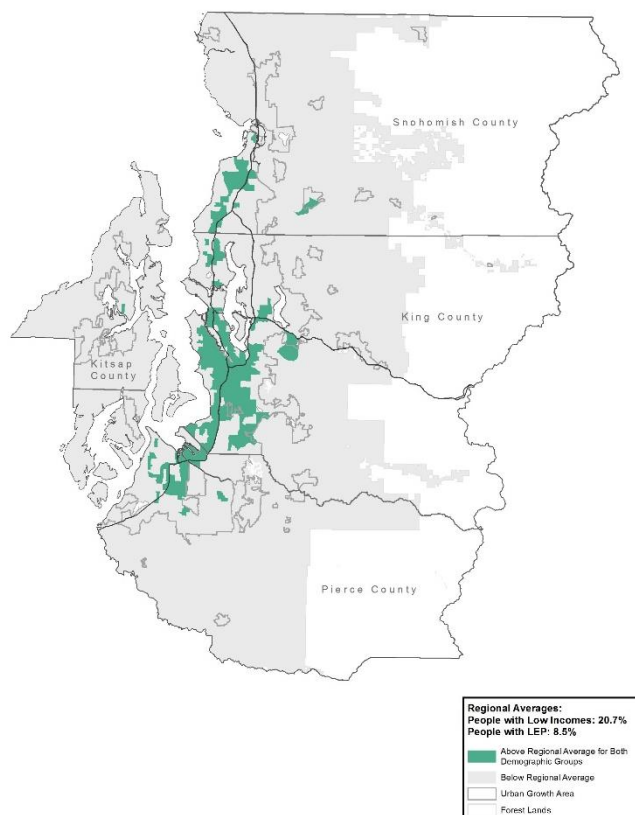 Snohomish County
King County
Kitsap
County
Pierce County
Regional Averages:
People with Low Incomes: 20.7%
People with LEP: 8.5%
Above Regional Average for Both
Demographic Groups
Below Regional Average
Urban Growth Area
Forest Lands